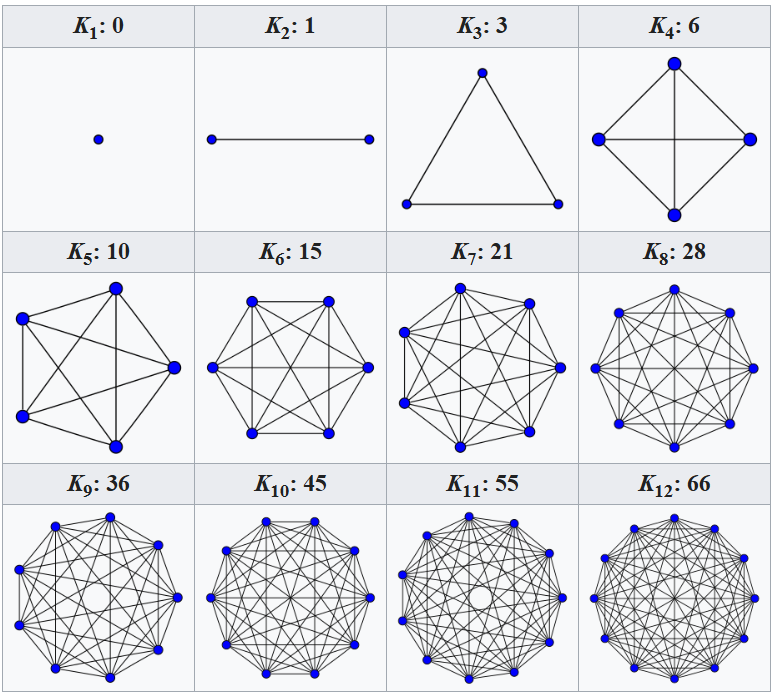 K₁: 0 K₂: 1 K₃: 3 K₄: 6
K₅: 10 K₆: 15 K₇: 21 K₈: 28
K₉: 36 K₁₀: 45 K₁₁: 55 K₁₂: 66